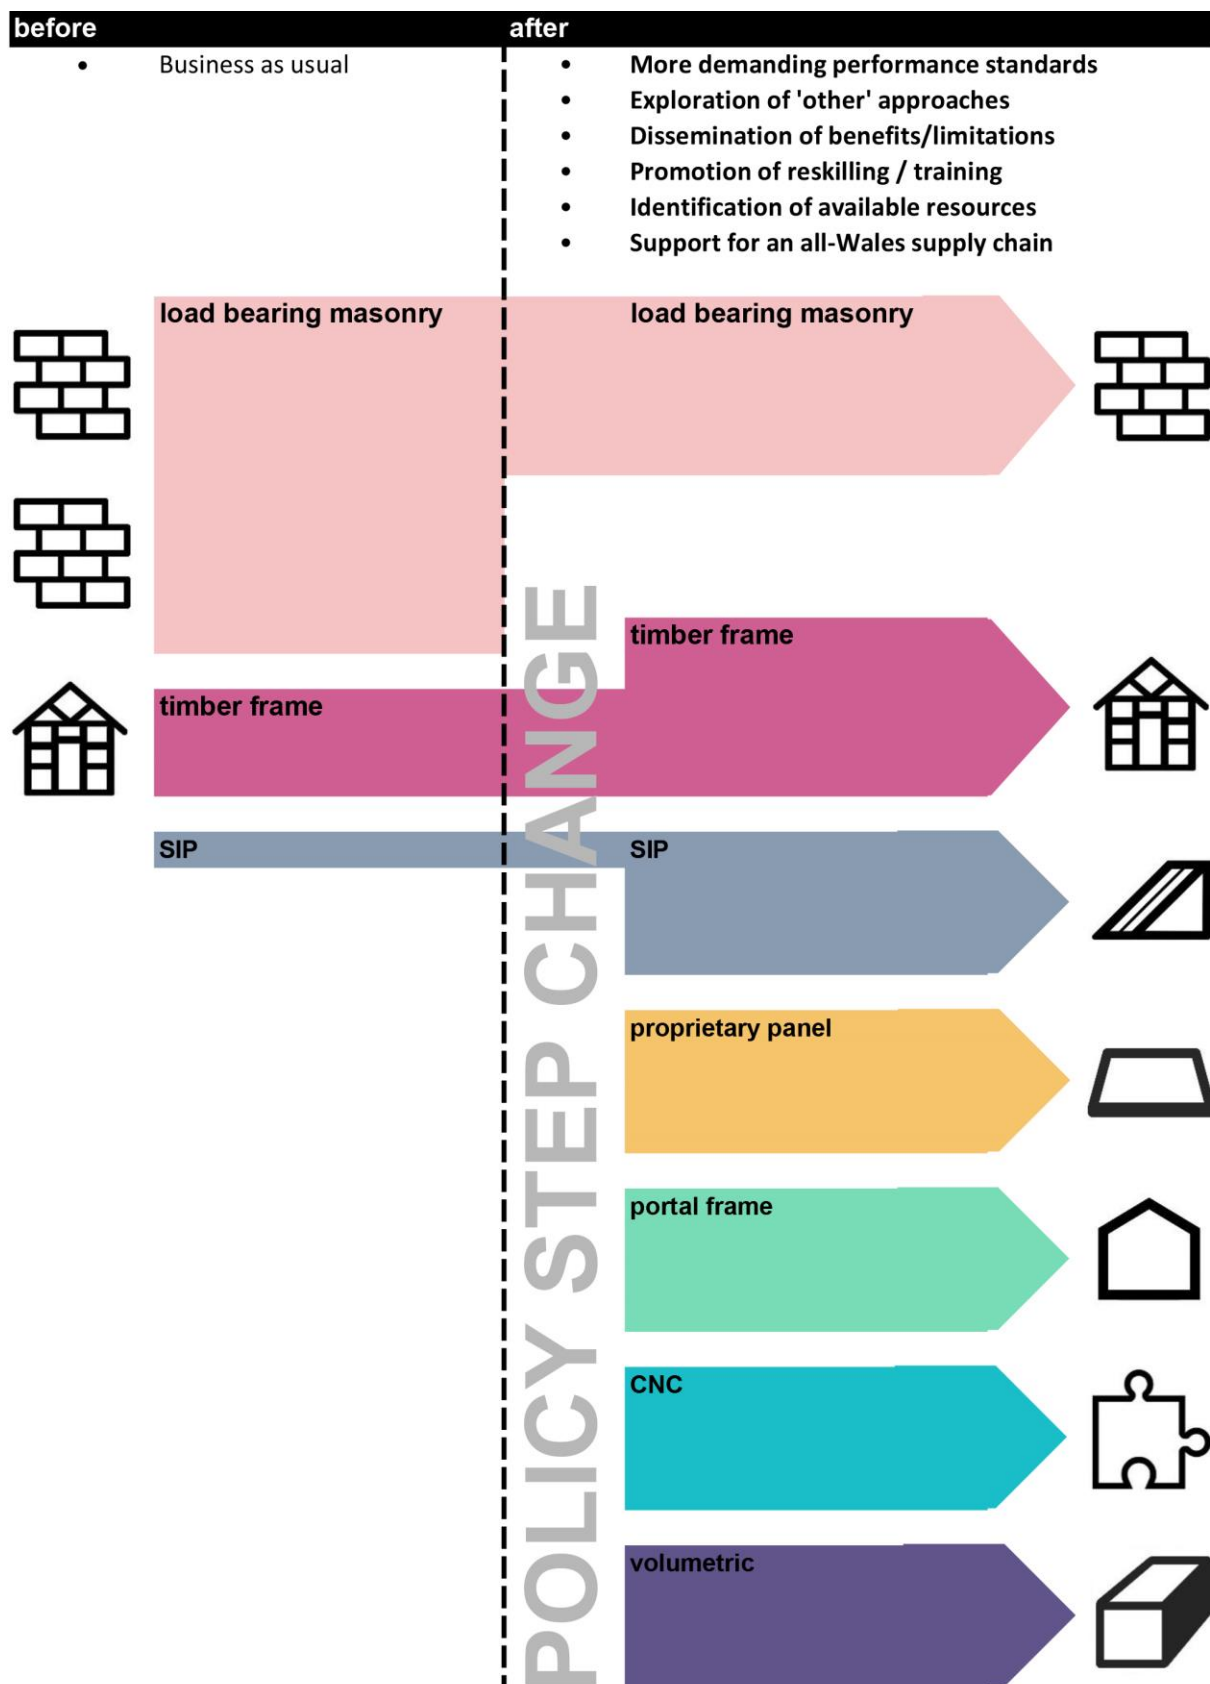 before
after
• Business as usual
• More demanding performance standards
• Exploration of 'other' approaches
• Dissemination of benefits/limitations
• Promotion of reskilling / training
• Identification of available resources
• Support for an all-Wales supply chain
load bearing masonry
load bearing masonry
timber frame
timber frame
SIP
SIP
proprietary panel
portal frame
CNC
volumetric
POLICY STEP CHANGE